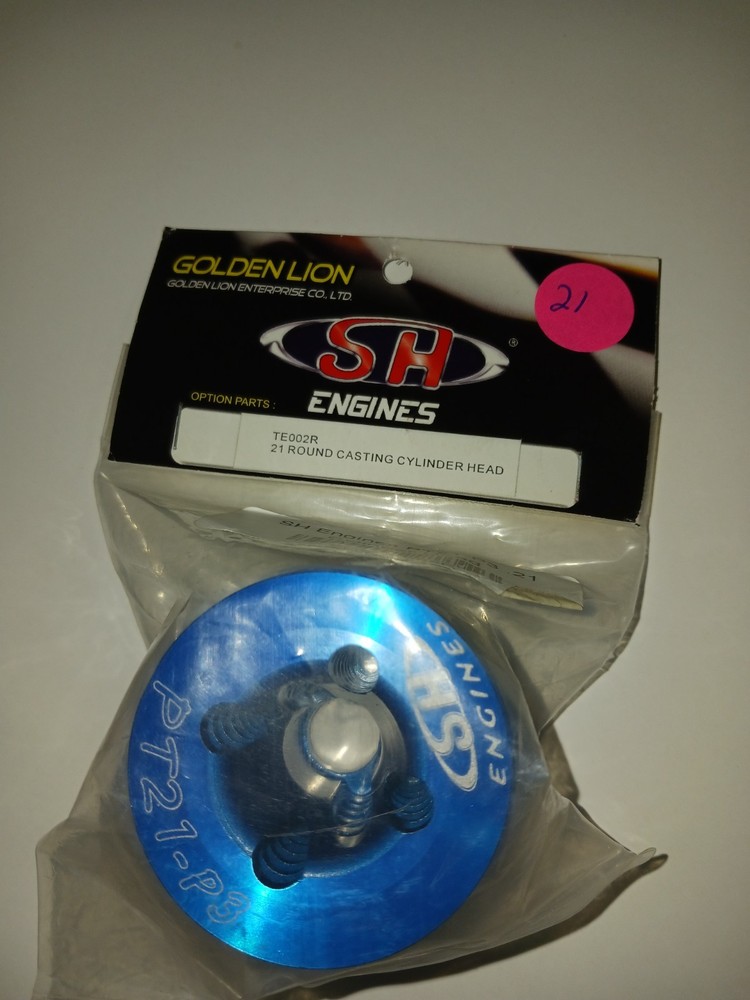 GOLDEN LION
GOLDEN LION ENTERPRISE CO., LTD.
21
SH
®
ENGINES
OPTION PARTS :
TE002R
21 ROUND CASTING CYLINDER HEAD
SH Engines
21
SH
ENGINES
PT21-P3